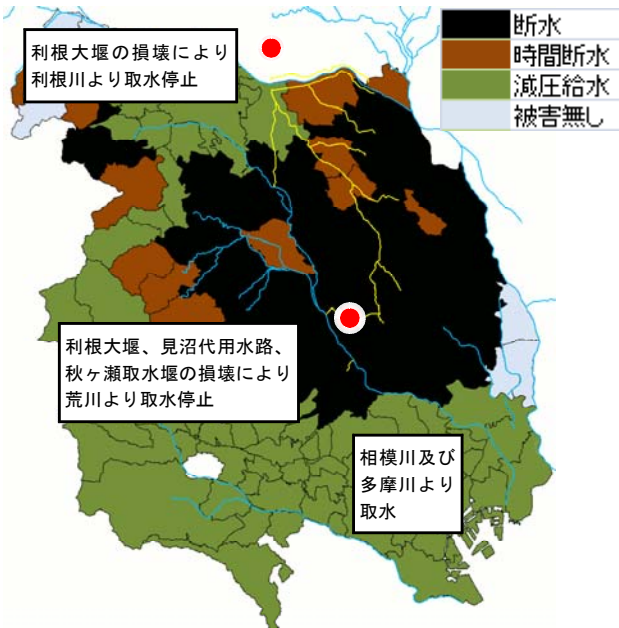 利根大堰の損壊により
利根川より取水停止
断水
時間断水
減圧給水
被害無し
利根大堰、見沼代用水路、
秋ヶ瀬取水堰の損壊により
荒川より取水停止
相模川及び
多摩川より
取水